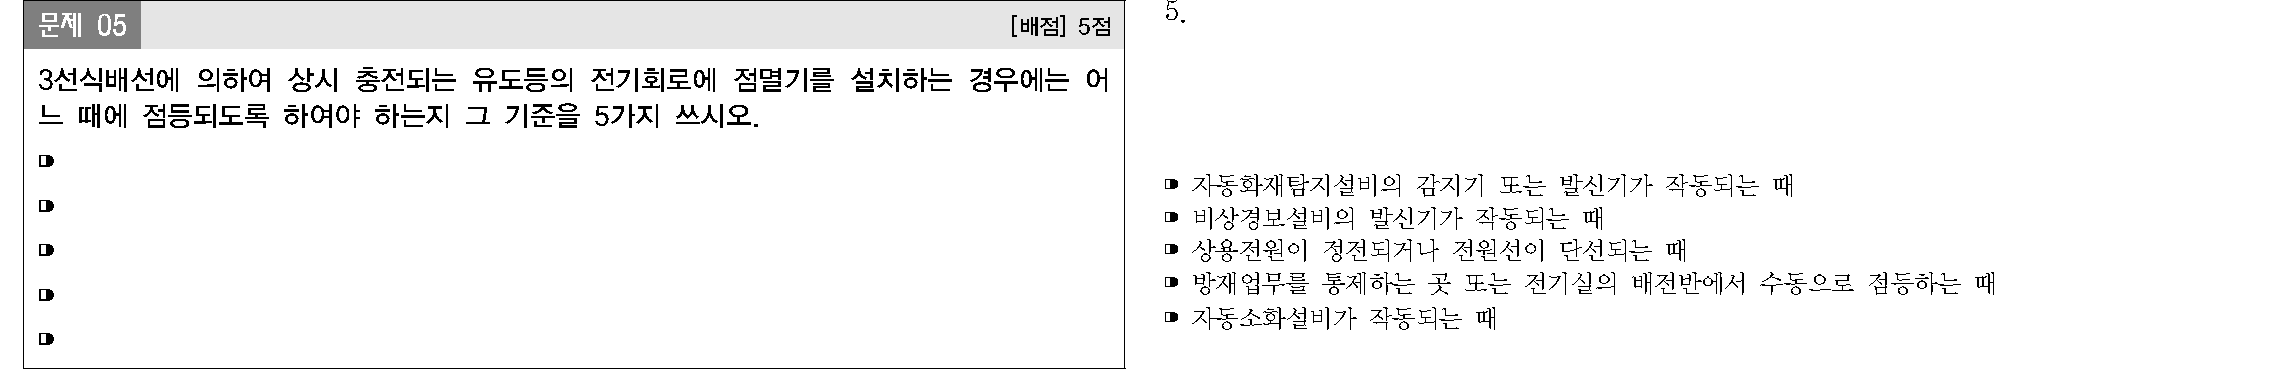 문제 05
[배점] 5점
3선식배선에 의하여 상시 충전되는 유도등의 전기회로에 점멸기를 설치하는 경우에는 어
느 때에 점등되도록 하여야 하는지 그 기준을 5가지 쓰시오.
5.
자동화재탐지설비의 감지기 또는 발신기가 작동되는 때
비상경보설비의 발신기가 작동되는 때
상용전원이 정전되거나 전원선이 단선되는 때
방재업무를 통제하는 곳 또는 전기실의 배전반에서 수동으로 점등하는 때
자동소화설비가 작동되는 때